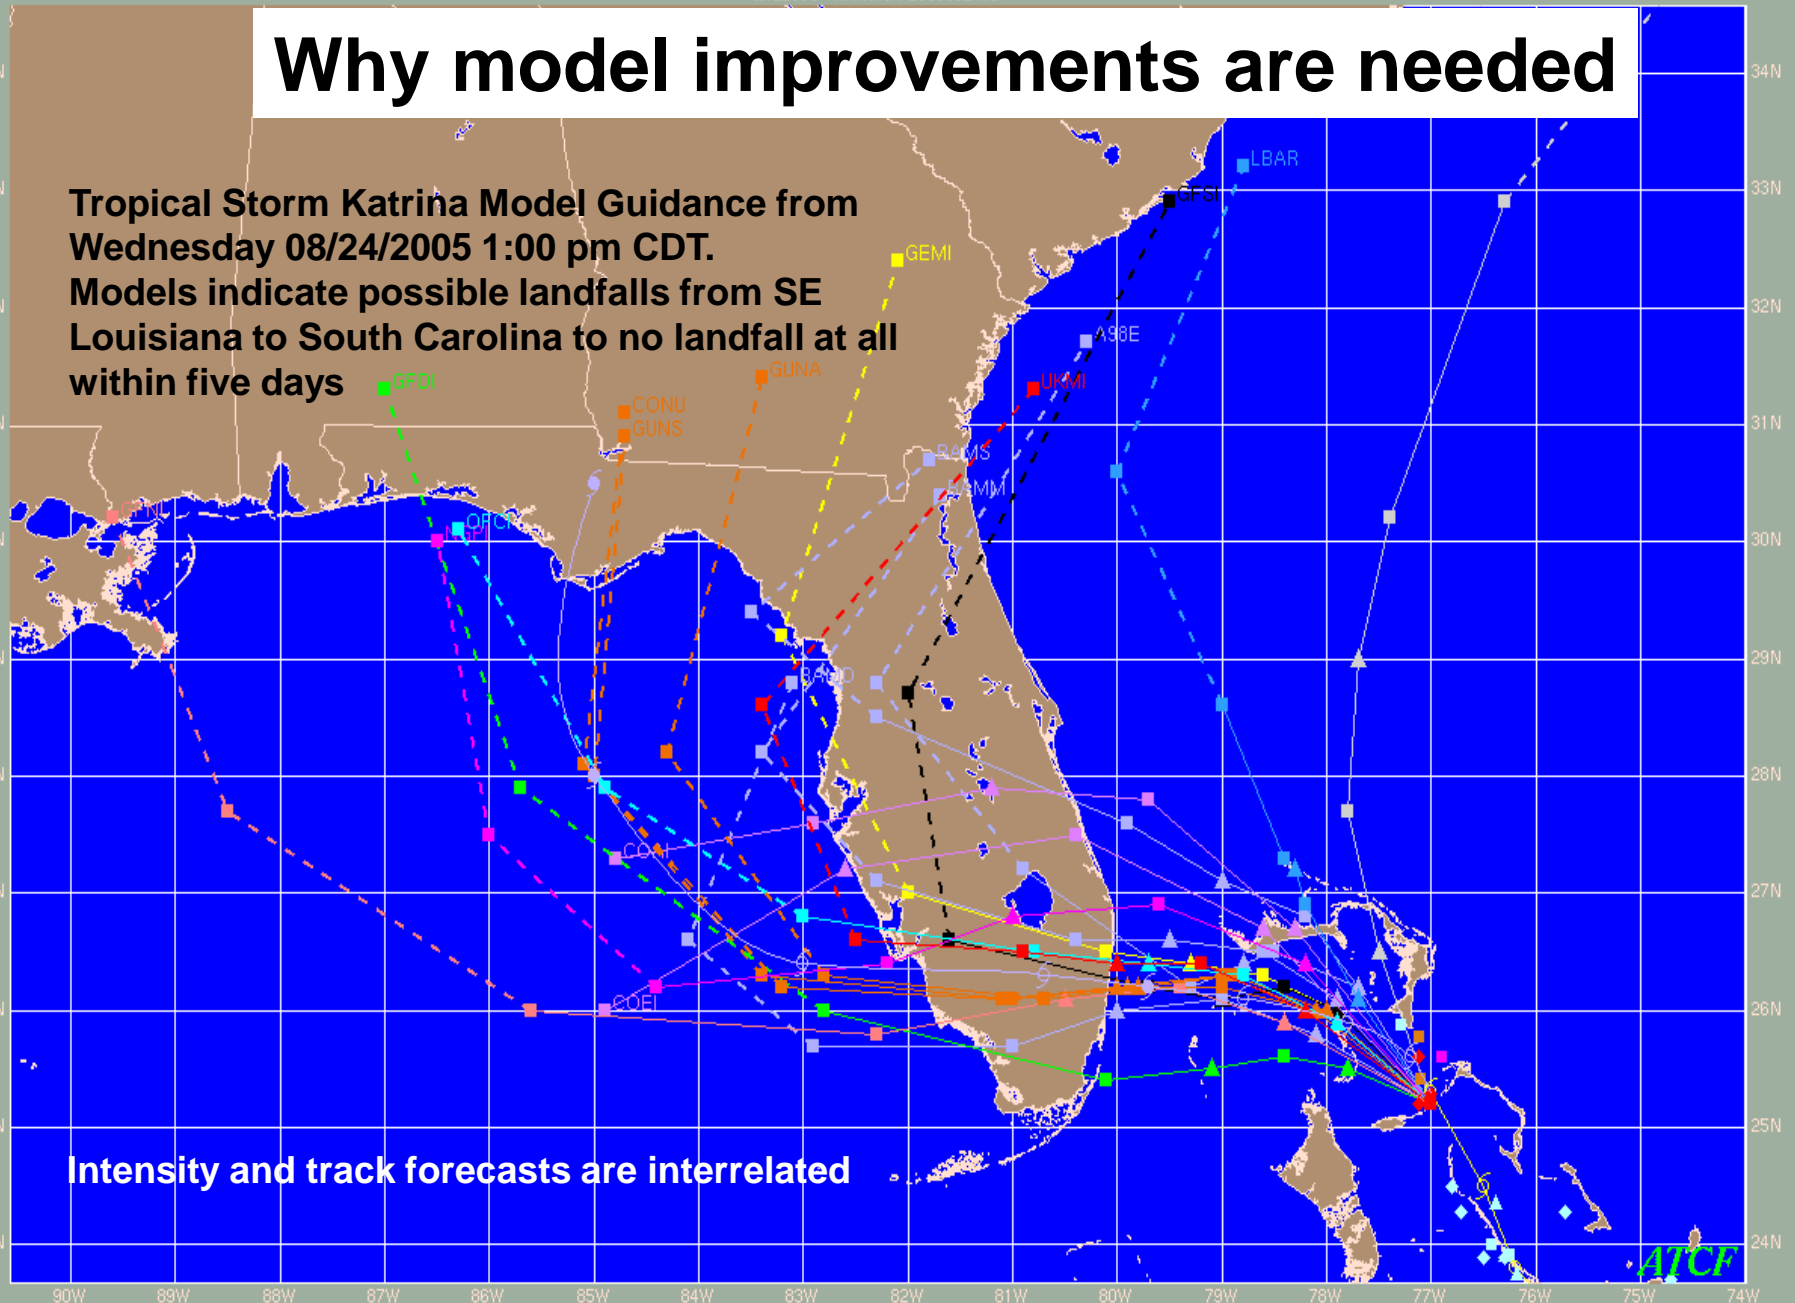 Why model improvements are needed
Tropical Storm Katrina Model Guidance from
Wednesday 08/24/2005 1:00 pm CDT.
Models indicate possible landfalls from SE
Louisiana to South Carolina to no landfall at all
within five days
LBAR
GFSI
GEMI
A98E
GFDI
GUNA
UKMI
CONU
GUNS
BAMS
BAMM
BAMD
COAI
COEI
Intensity and track forecasts are interrelated
ATCF
34N
33N
32N
31N
30N
29N
28N
27N
26N
25N
24N
90W 89W 88W 87W 86W 85W 84W 83W 82W 81W 80W 79W 78W 77W 76W 75W 74W